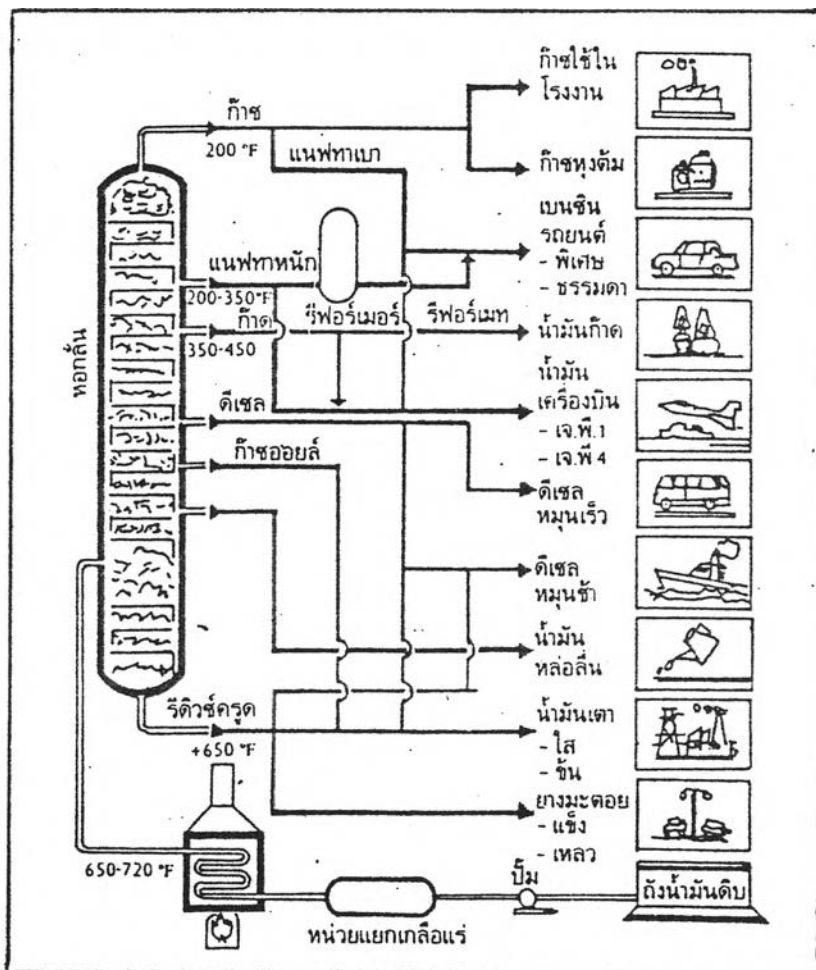 ก๊าซใช้ใน
โรงงาน
ก๊าซ
200 °F
แนฟทาเบา
ก๊าซหุงต้ม
เบนซิน
รถยนต์
- พิเศษ
- ธรรมดา
แนฟทาหนัก
200-350°F
ก๊าด
รีฟอร์เมอร์
รีฟอร์เมท
น้ำมันก๊าด
350-450
หอกลั่น
น้ำมัน
เครื่องบิน
- เจ.พี.1
- เจ.พี 4
ดีเซล
ก๊าซออยล์
ดีเซล
หมุนเร็ว
ดีเซล
หมุนช้า
น้ำมัน
หล่อลื่น
รีดิวซ์ครูด
+650 °F
น้ำมันเตา
- ใส
- ข้น
ยางมะตอย
- แข็ง
- เหลว
650-720 °F
ปั๊ม
ถังน้ำมันดิบ
หน่วยแยกเกลือแร่